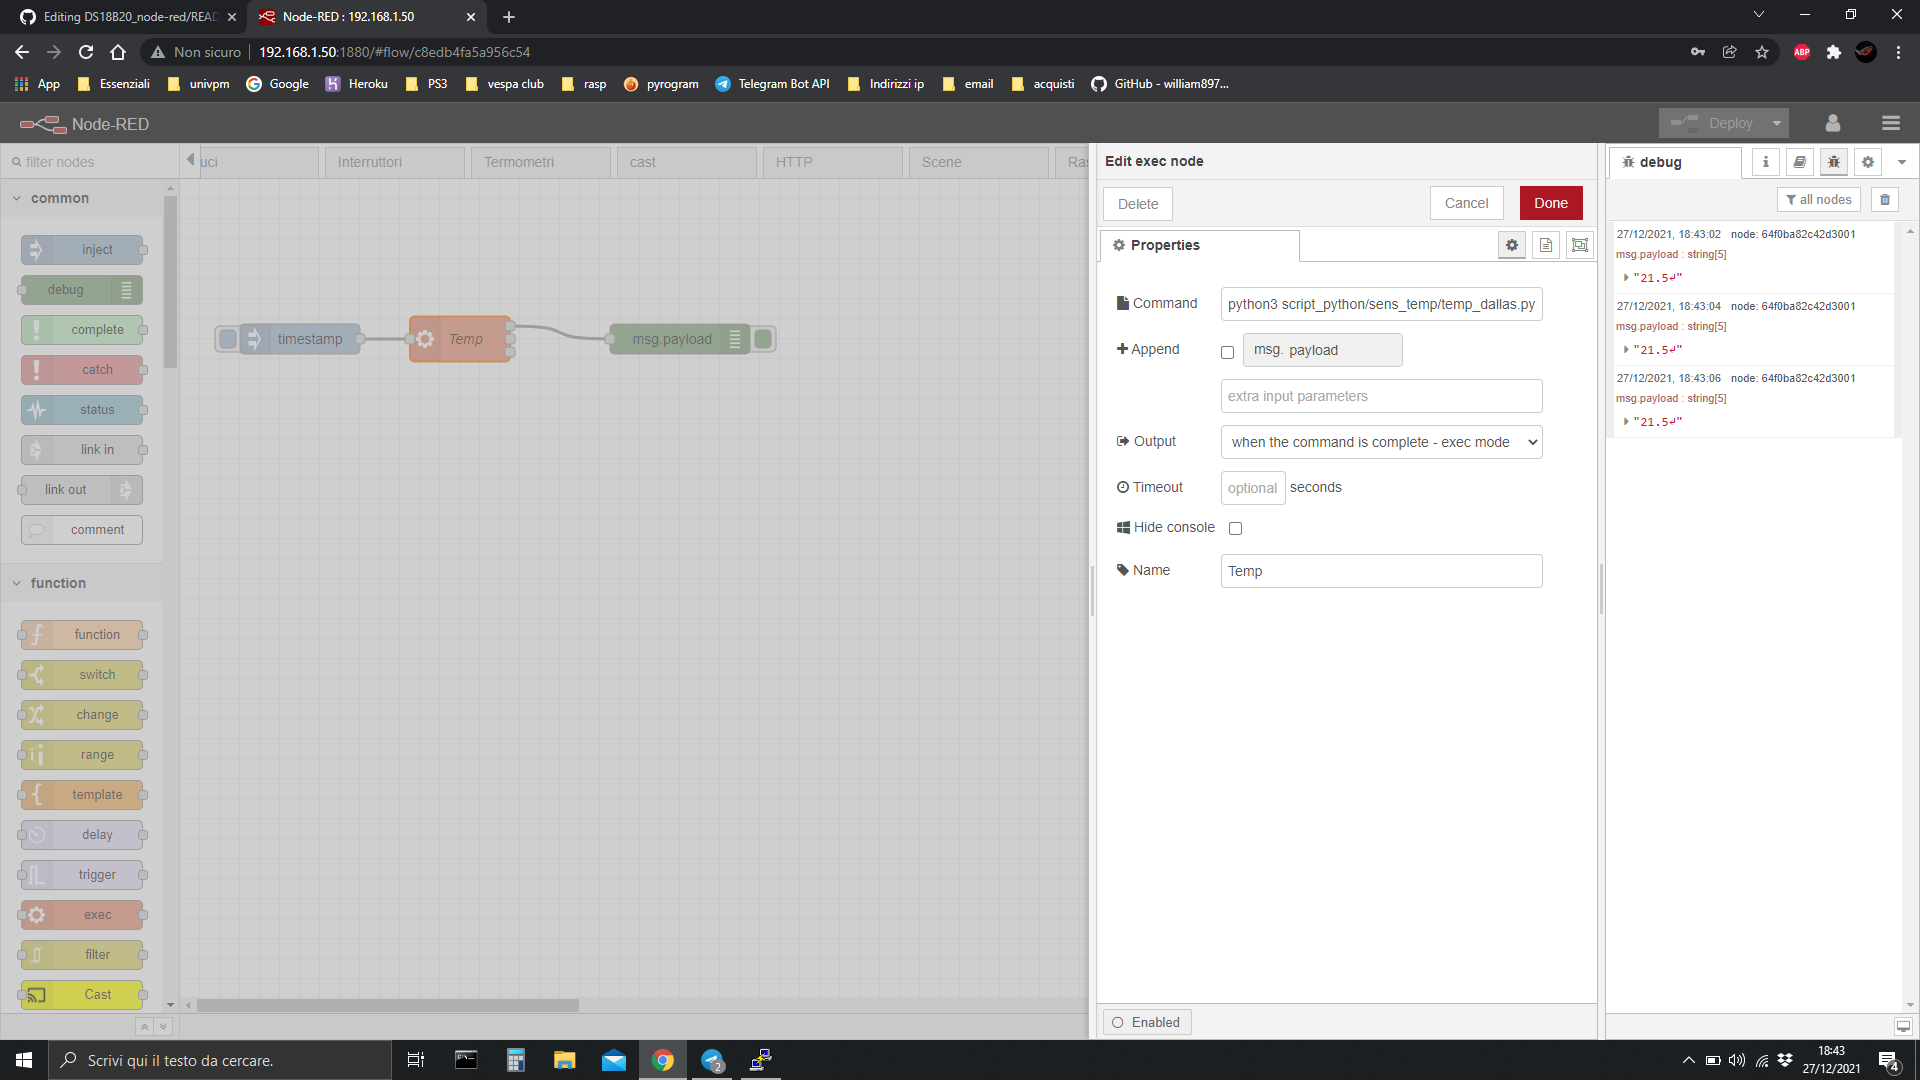 Editing DS18B20_node-red/READ
Node-RED : 192.168.1.50
Non sicuro
192.168.1.50:1880/#flow/c8edb4fa5a956c54
ABP
App
Essenziali
univpm
Google
Heroku
PS3
vespa club
rasp
pyrogram
Telegram Bot API
Indirizzi ip
email
acquisti
GitHub - william897...
Node-RED
Deploy
filter nodes
uci
Interruttori
Termometri
cast
HTTP
Scene
Ras
Edit exec node
debug
Delete
Cancel
Done
all nodes
Properties
common
inject
debug
complete
catch
status
link in
link out
comment
function
function
switch
change
range
template
delay
trigger
exec
filter
Cast
timestamp
Temp
msg.payload
Command
python3 script_python/sens_temp/temp_dallas.py
Append
msg. payload
extra input parameters
Output
when the command is complete - exec mode
Timeout
optional
seconds
Hide console
Name
Temp
Enabled
27/12/2021, 18:43:02 node: 64f0ba82c42d3001
msg.payload : string[5]
"21.5↵"
27/12/2021, 18:43:04 node: 64f0ba82c42d3001
msg.payload : string[5]
"21.5↵"
27/12/2021, 18:43:06 node: 64f0ba82c42d3001
msg.payload : string[5]
"21.5↵"
Scrivi qui il testo da cercare.
2
18:43
27/12/2021
4